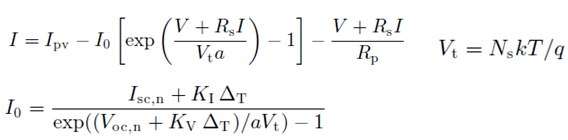 I = I_pv − I_0 [exp((V + R_s I)/(V_t a)) − 1] − (V + R_s I)/R_p    V_t = N_s kT/q
I_0 = (I_sc,n + K_I Δ_T)/(exp((V_oc,n + K_V Δ_T)/aV_t) − 1)